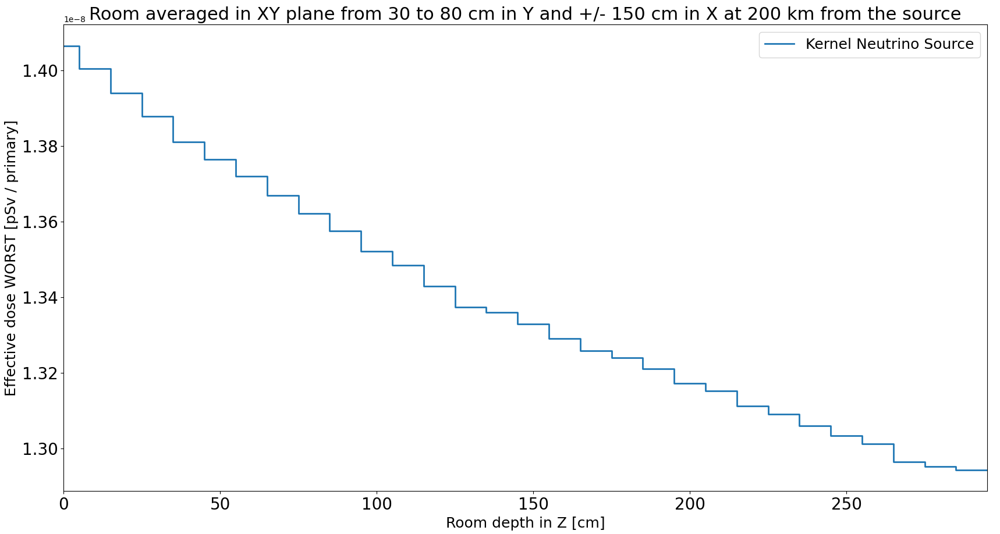 Room averaged in XY plane from 30 to 80 cm in Y and +/- 150 cm in X at 200 km from the source
1e−8
Kernel Neutrino Source
1.40
1.38
1.36
1.34
1.32
1.30
Effective dose WORST [pSv / primary]
0
50
100
150
200
250
Room depth in Z [cm]